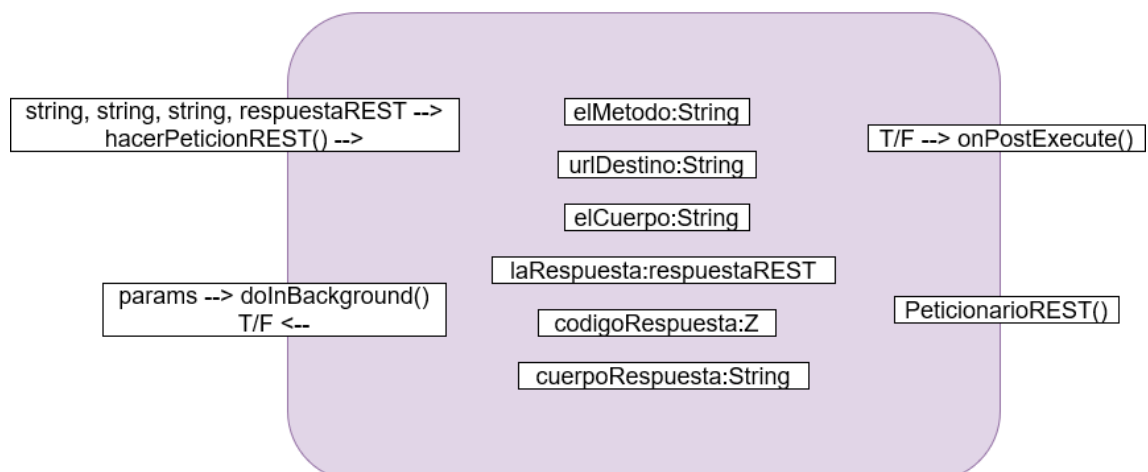 string, string, string, respuestaREST -->
hacerPeticionREST() -->
elMetodo:String
T/F --> onPostExecute()
urlDestino:String
elCuerpo:String
laRespuesta:respuestaREST
params --> doInBackground()
T/F <--
PeticionarioREST()
codigoRespuesta:Z
cuerpoRespuesta:String